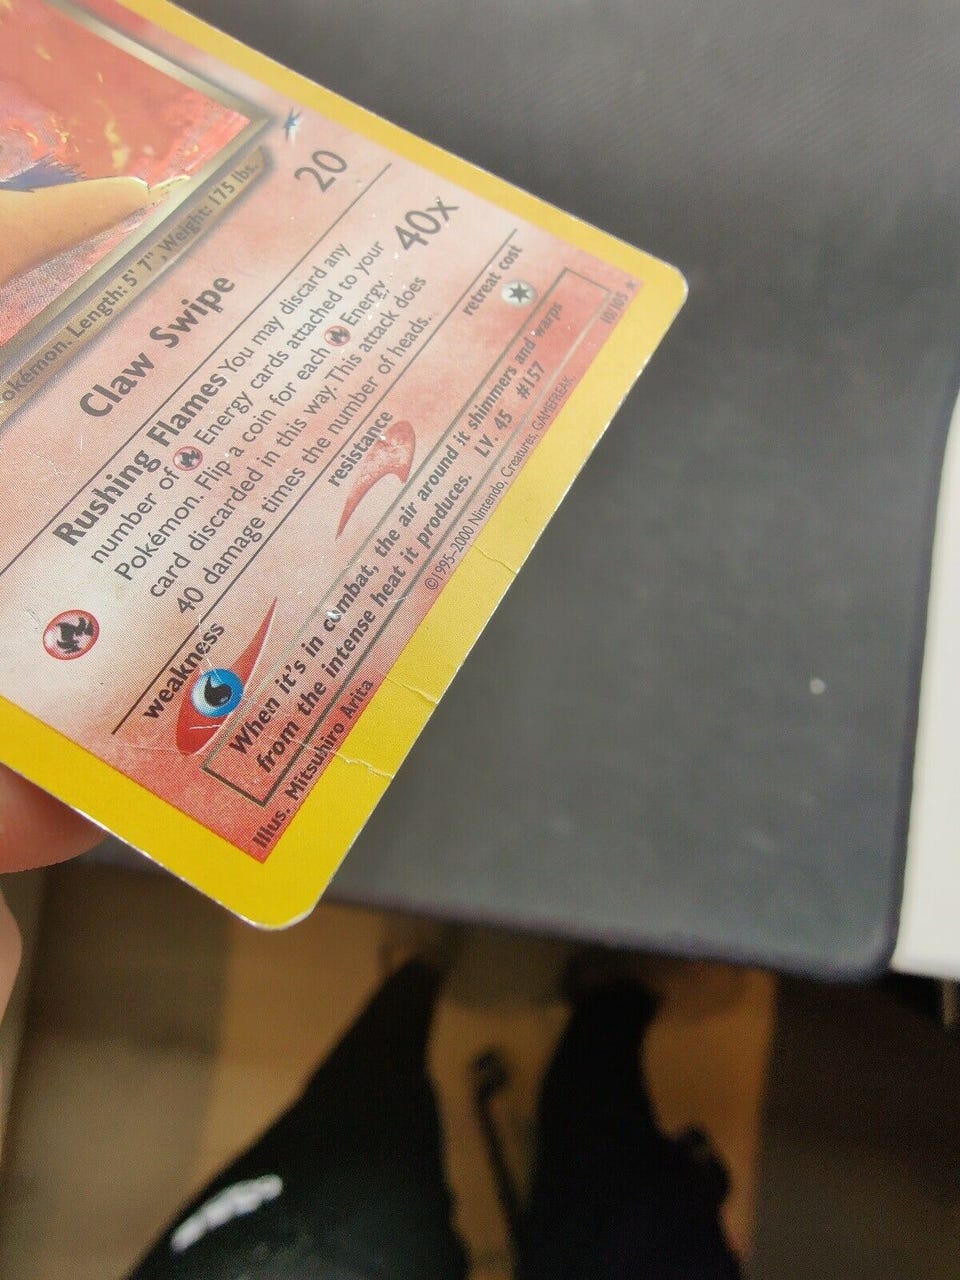 okémon. Length: 5' 7", Weight: 175 lbs.
Claw Swipe 20
Rushing Flames You may discard any
number of Energy cards attached to your
Pokémon. Flip a coin for each Energy
card discarded in this way. This attack does
40 damage times the number of heads.
40x
weakness resistance retreat cost
When it's in combat, the air around it shimmers and warps
from the intense heat it produces. LV. 45 #157
Illus. Mitsuhiro Arita ©1995-2000 Nintendo, Creatures, GAMEFREAK